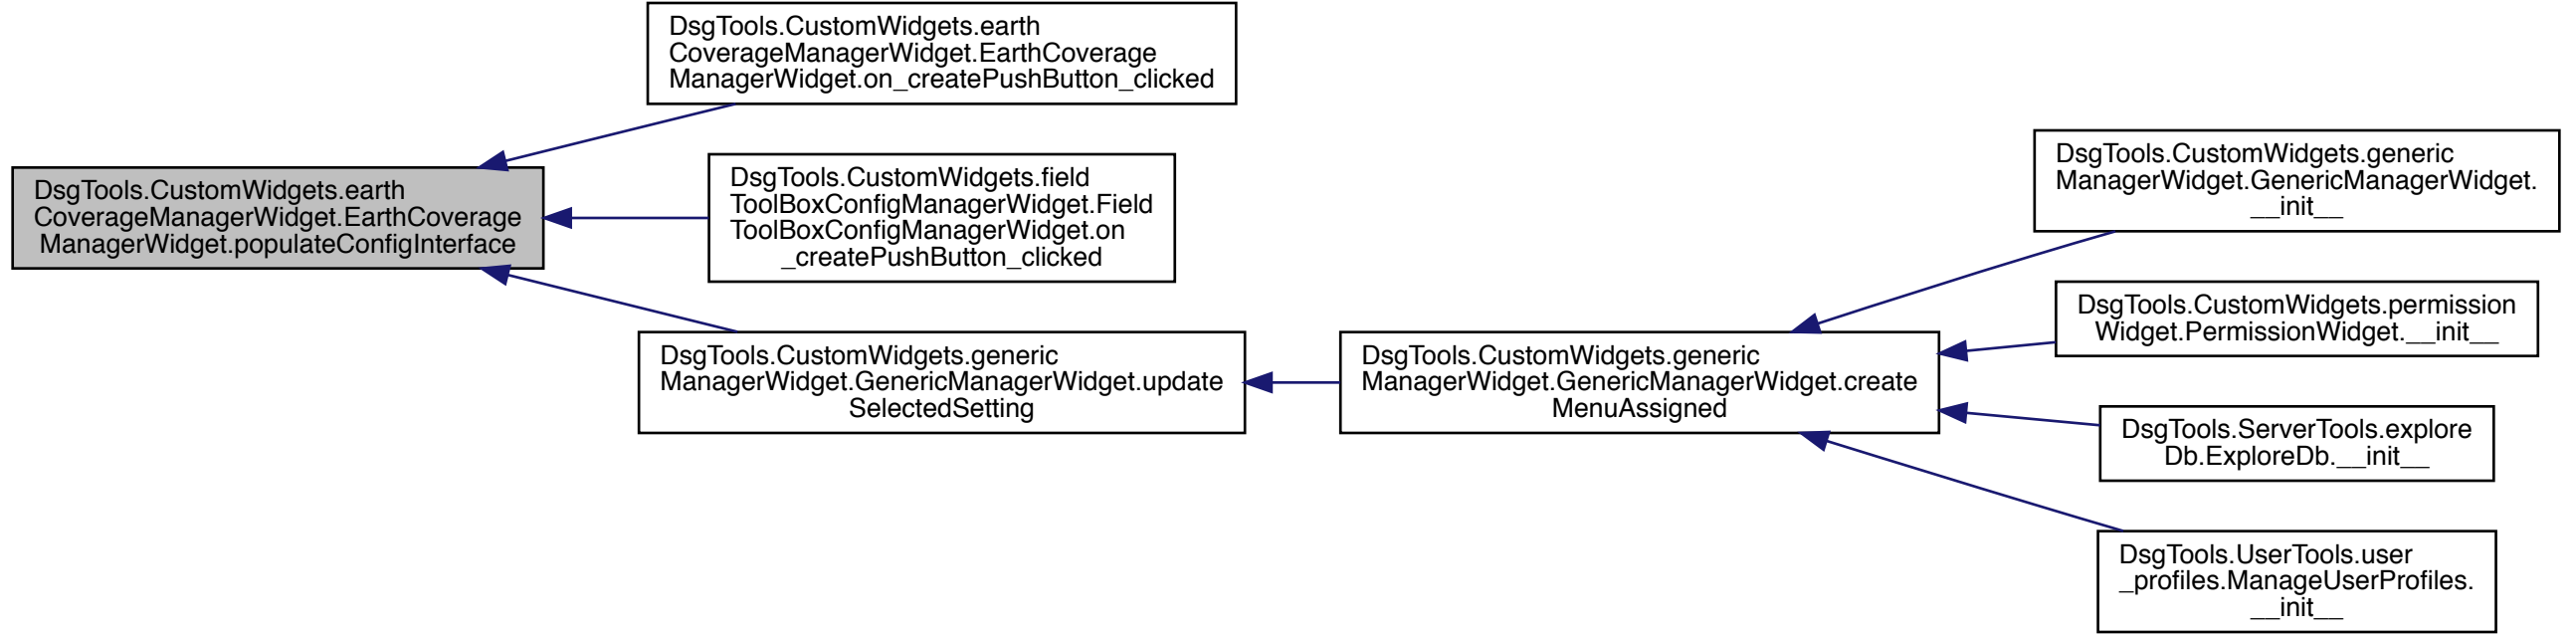 DsgTools.CustomWidgets.earth
CoverageManagerWidget.EarthCoverage
ManagerWidget.populateConfigInterface
DsgTools.CustomWidgets.earth
CoverageManagerWidget.EarthCoverage
ManagerWidget.on_createPushButton_clicked
DsgTools.CustomWidgets.field
ToolBoxConfigManagerWidget.Field
ToolBoxConfigManagerWidget.on
_createPushButton_clicked
DsgTools.CustomWidgets.generic
ManagerWidget.GenericManagerWidget.update
SelectedSetting
DsgTools.CustomWidgets.generic
ManagerWidget.GenericManagerWidget.create
MenuAssigned
DsgTools.CustomWidgets.generic
ManagerWidget.GenericManagerWidget.
__init__
DsgTools.CustomWidgets.permission
Widget.PermissionWidget.__init__
DsgTools.ServerTools.explore
Db.ExploreDb.__init__
DsgTools.UserTools.user
_profiles.ManageUserProfiles.
__init__